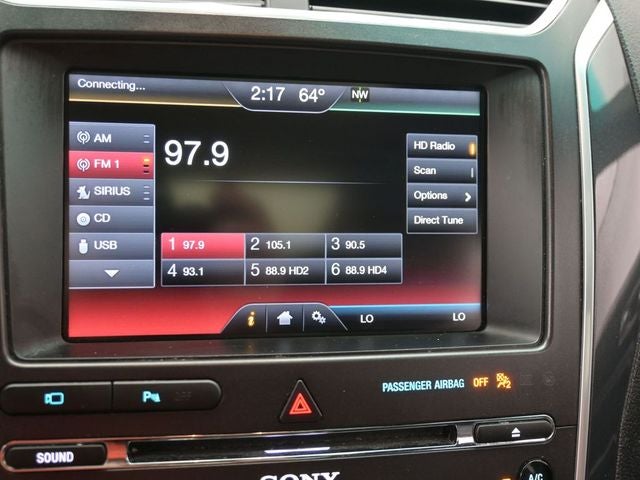 Connecting...
2:17 64° NW
AM
FM 1
SIRIUS
CD
USB
97.9
HD Radio
Scan
Options
Direct Tune
1 97.9 2 105.1 3 90.5
4 93.1 5 88.9 HD2 6 88.9 HD4
i
LO LO
P
PASSENGER AIRBAG OFF 2
SOUND
SONY
A/C